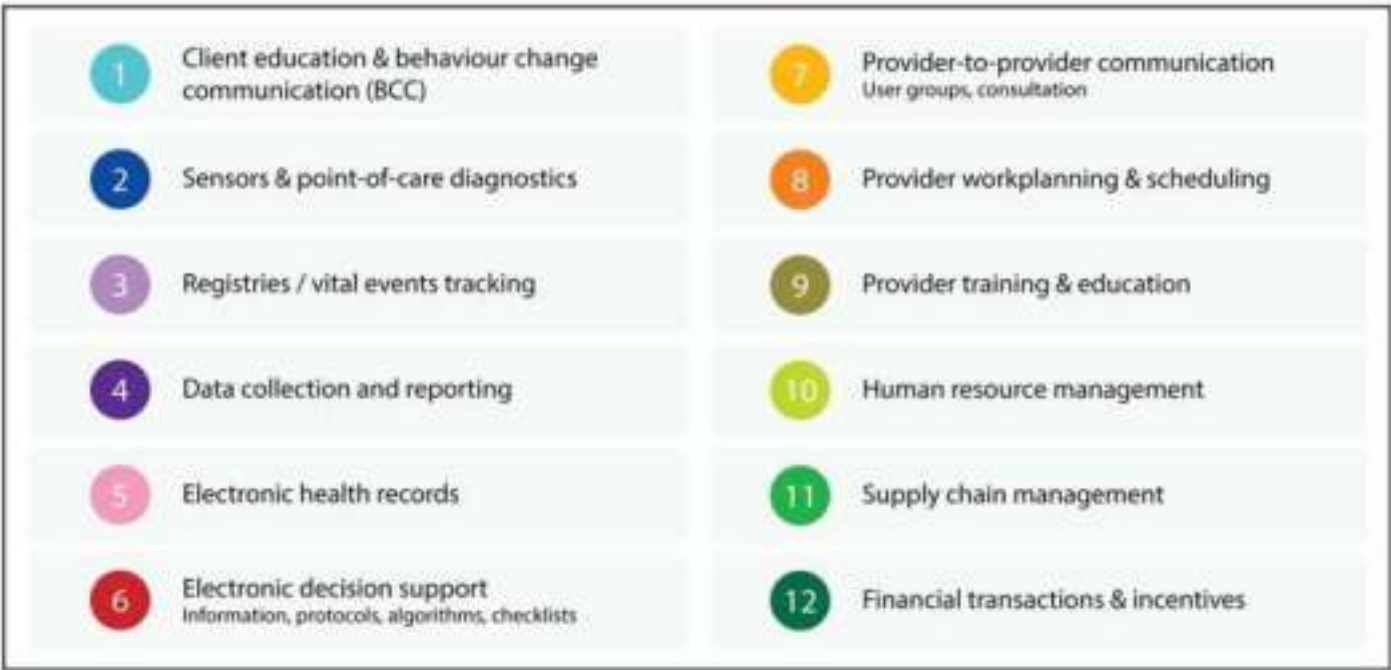 1
Client education & behaviour change
communication (BCC)
2
Sensors & point-of-care diagnostics
3
Registries / vital events tracking
4
Data collection and reporting
5
Electronic health records
6
Electronic decision support
Information, protocols, algorithms, checklists
7
Provider-to-provider communication
User groups, consultation
8
Provider workplanning & scheduling
9
Provider training & education
10
Human resource management
11
Supply chain management
12
Financial transactions & incentives